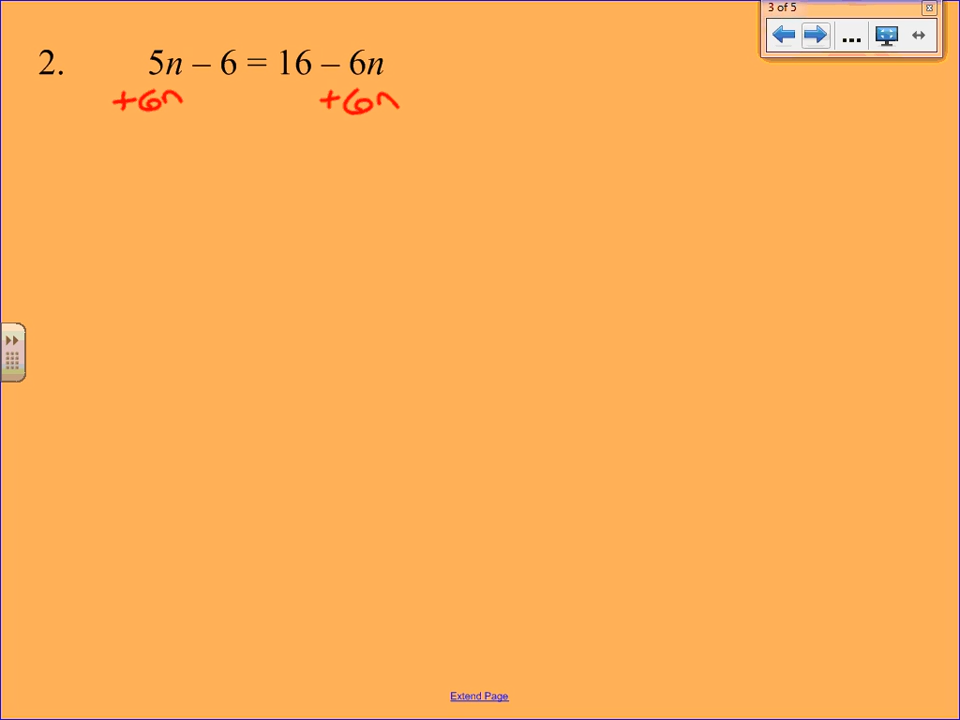 3 of 5
2. 5n – 6 = 16 – 6n
+6n +6n
Extend Page